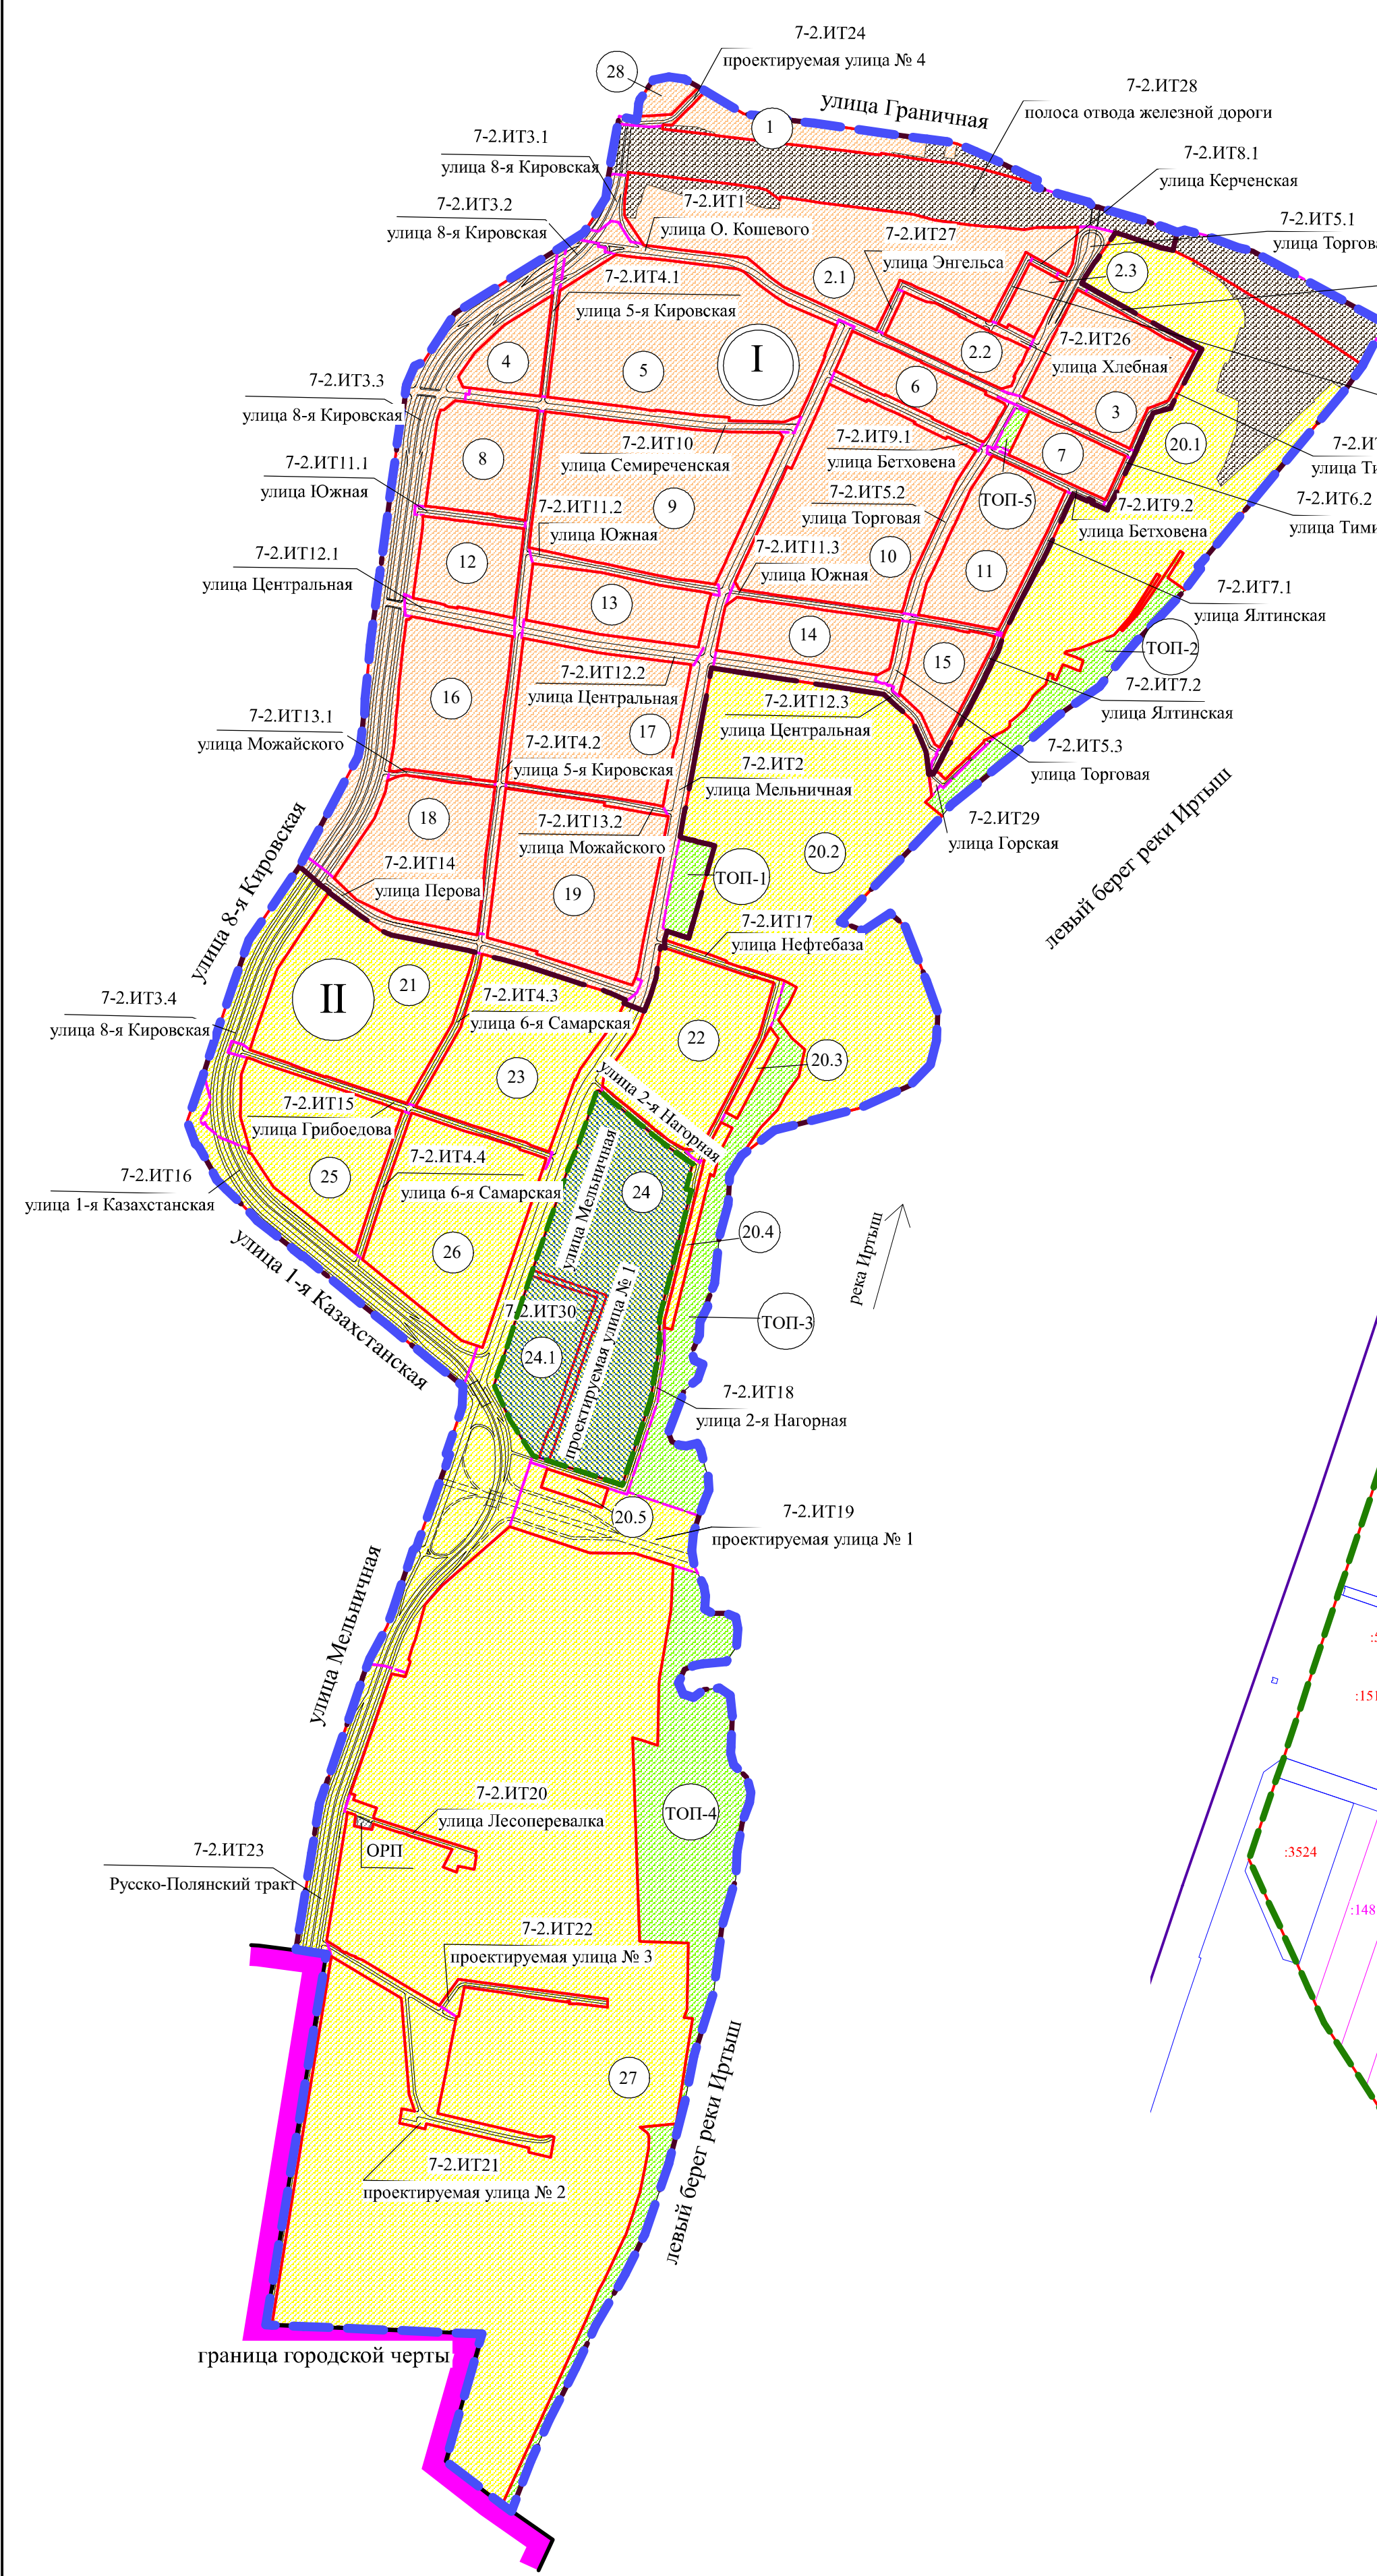 7-2.ИТ24
проектируемая улица № 4
28
улица Граничная
1
7-2.ИТ28
полоса отвода железной дороги
7-2.ИТ3.1
улица 8-я Кировская
7-2.ИТ8.1
улица Керченская
7-2.ИТ3.2
улица 8-я Кировская
7-2.ИТ1
улица О. Кошевого
7-2.ИТ27
улица Энгельса
7-2.ИТ5.1
улица Торгова
2.1
2.3
7-2.ИТ4.1
улица 5-я Кировская
I
4
5
2.2
7-2.ИТ26
улица Хлебная
6
3
7-2.ИТ3.3
улица 8-я Кировская
7-2.ИТ10
улица Семиреченская
7-2.ИТ9.1
улица Бетховена
7
20.1
7-2.ИТ
улица Ти
8
7-2.ИТ11.1
улица Южная
7-2.ИТ5.2
улица Торговая
ТОП-5
7-2.ИТ6.2
улица Тими
7-2.ИТ11.2
улица Южная
9
7-2.ИТ9.2
улица Бетховена
7-2.ИТ12.1
улица Центральная
12
7-2.ИТ11.3
улица Южная
10
11
7-2.ИТ7.1
улица Ялтинская
13
14
15
ТОП-2
7-2.ИТ12.2
улица Центральная
7-2.ИТ7.2
улица Ялтинская
16
7-2.ИТ12.3
улица Центральная
7-2.ИТ13.1
улица Можайского
17
7-2.ИТ4.2
улица 5-я Кировская
7-2.ИТ2
улица Мельничная
7-2.ИТ5.3
улица Торговая
18
7-2.ИТ13.2
улица Можайского
7-2.ИТ29
улица Горская
левый берег реки Иртыш
20.2
7-2.ИТ14
улица Перова
19
ТОП-1
улица 8-я Кировская
7-2.ИТ17
улица Нефтебаза
II
21
7-2.ИТ3.4
улица 8-я Кировская
7-2.ИТ4.3
улица 6-я Самарская
22
20.3
23
улица 2-я Нагорная
7-2.ИТ15
улица Грибоедова
7-2.ИТ16
улица 1-я Казахстанская
25
7-2.ИТ4.4
улица 6-я Самарская
улица Мельничная
24
20.4
26
река Иртыш
улица 1-я Казахстанская
7-2.ИТ30
проектируемая улица № 1
ТОП-3
24.1
7-2.ИТ18
улица 2-я Нагорная
20.5
7-2.ИТ19
проектируемая улица № 1
улица Мельничная
:151
7-2.ИТ20
улица Лесоперевалка
ТОП-4
ОРП
7-2.ИТ23
Русско-Полянский тракт
:3524
:148
7-2.ИТ22
проектируемая улица № 3
27
левый берег реки Иртыш
7-2.ИТ21
проектируемая улица № 2
граница городской черты